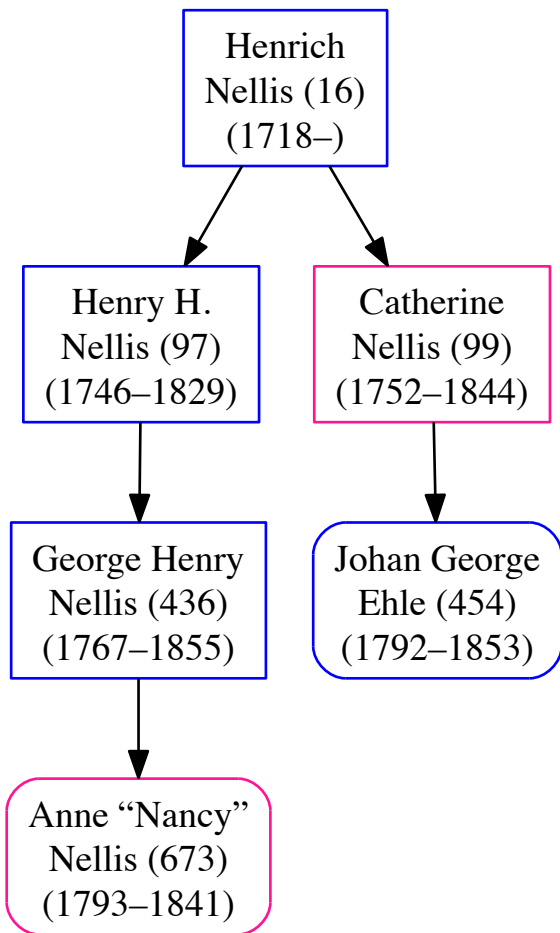 Henrich
Nellis (16)
(1718–)
Henry H.
Nellis (97)
(1746–1829)
Catherine
Nellis (99)
(1752–1844)
George Henry
Nellis (436)
(1767–1855)
Johan George
Ehle (454)
(1792–1853)
Anne “Nancy”
Nellis (673)
(1793–1841)